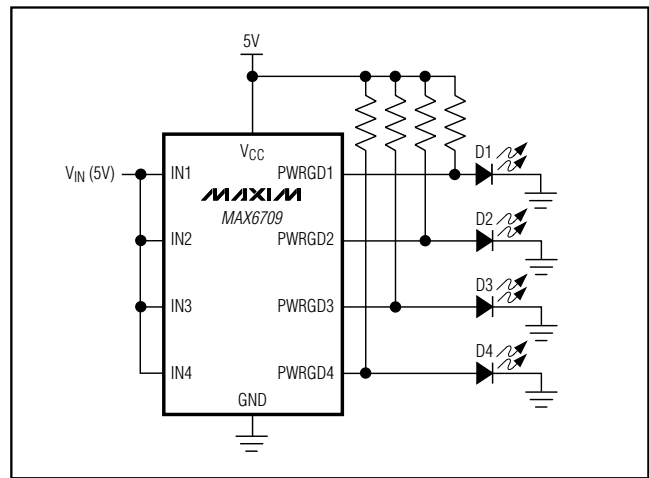 5V
VCC
VIN (5V)
IN1
PWRGD1
D1
MAXIM
MAX6709
IN2
PWRGD2
D2
IN3
PWRGD3
D3
IN4
PWRGD4
D4
GND